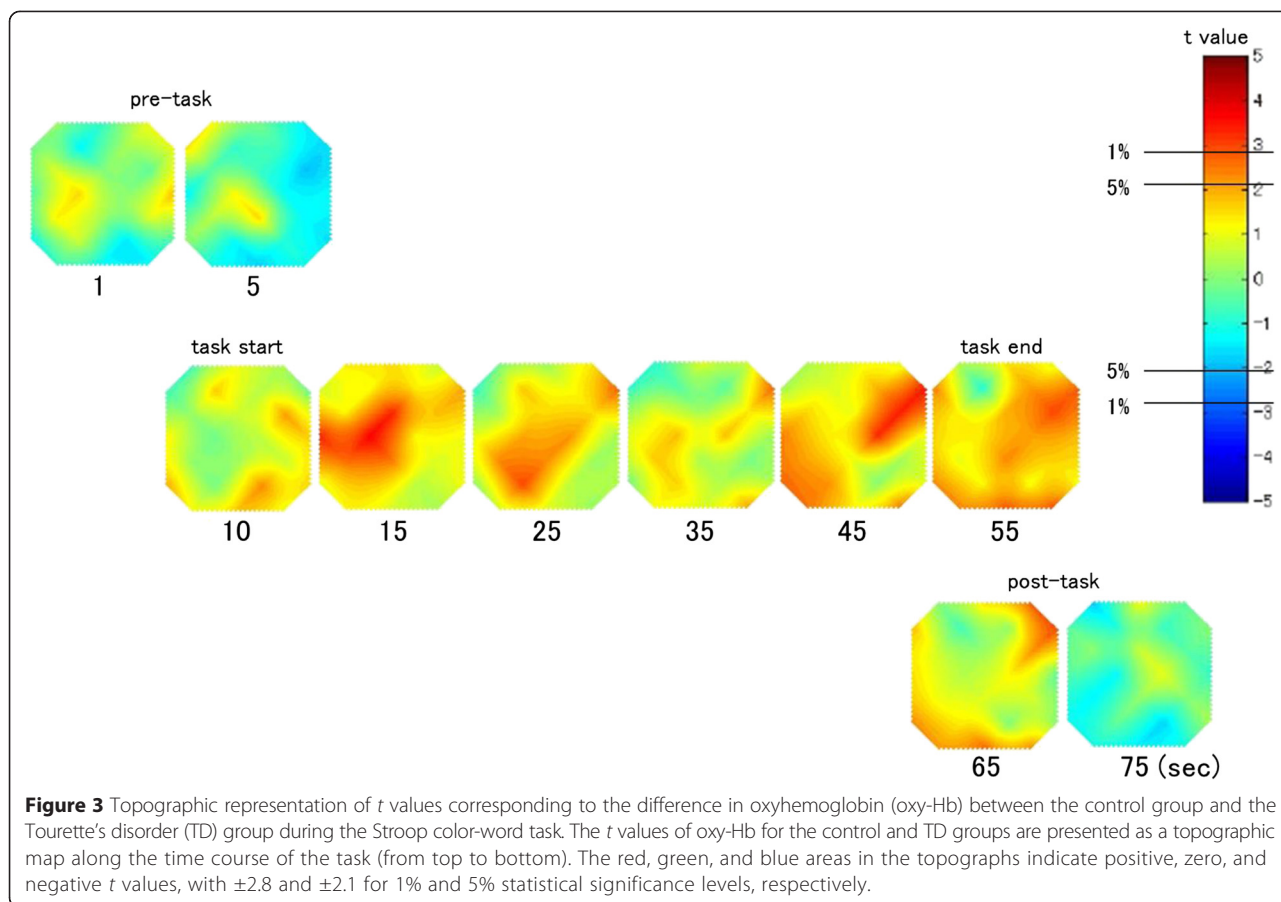 t value
5
pre-task
4
1% 3
5% 2
1
1 5
0
-1
task start task end
5% -2
1% -3
-4
-5
10 15 25 35 45 55
post-task
65 75 (sec)
Figure 3 Topographic representation of t values corresponding to the difference in oxyhemoglobin (oxy-Hb) between the control group and the
Tourette's disorder (TD) group during the Stroop color-word task. The t values of oxy-Hb for the control and TD groups are presented as a topographic
map along the time course of the task (from top to bottom). The red, green, and blue areas in the topographs indicate positive, zero, and
negative t values, with ±2.8 and ±2.1 for 1% and 5% statistical significance levels, respectively.